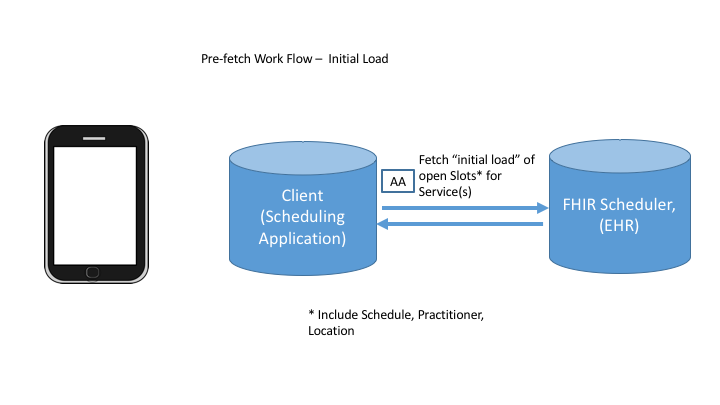 Pre-fetch Work Flow – Initial Load
Fetch “initial load” of
open Slots* for
Service(s)
AA
Client
(Scheduling
Application)
FHIR Scheduler,
(EHR)
* Include Schedule, Practitioner,
Location